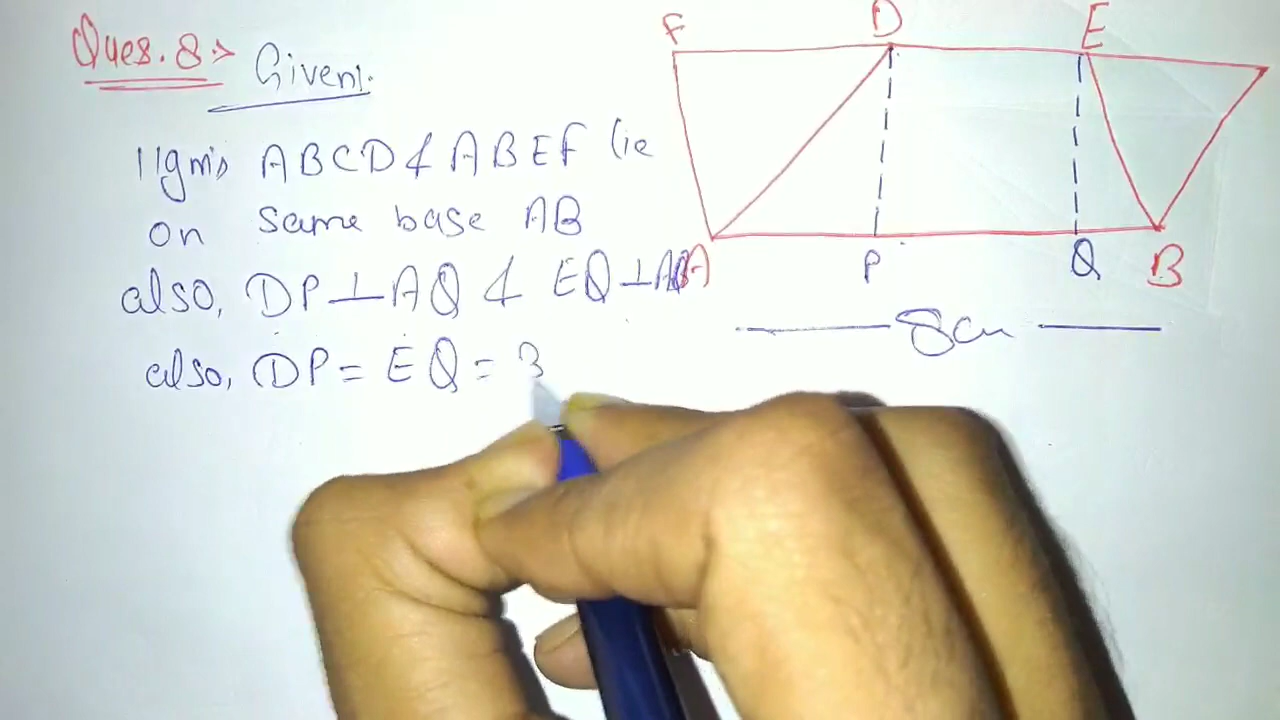 Ques. 8:> Given:
||gm's ABCD & ABEF lie
on same base AB
also, DP ⊥ AQ & EQ ⊥
also, DP = EQ = 3
F D E
A P Q B
8cm